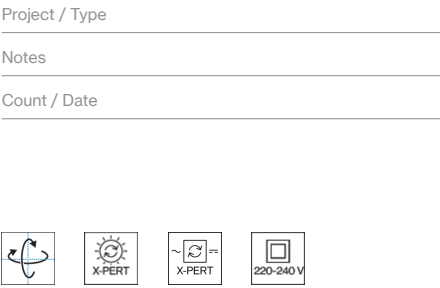 Project / Type
Notes
Count / Date
X-PERT
X-PERT
220-240 V